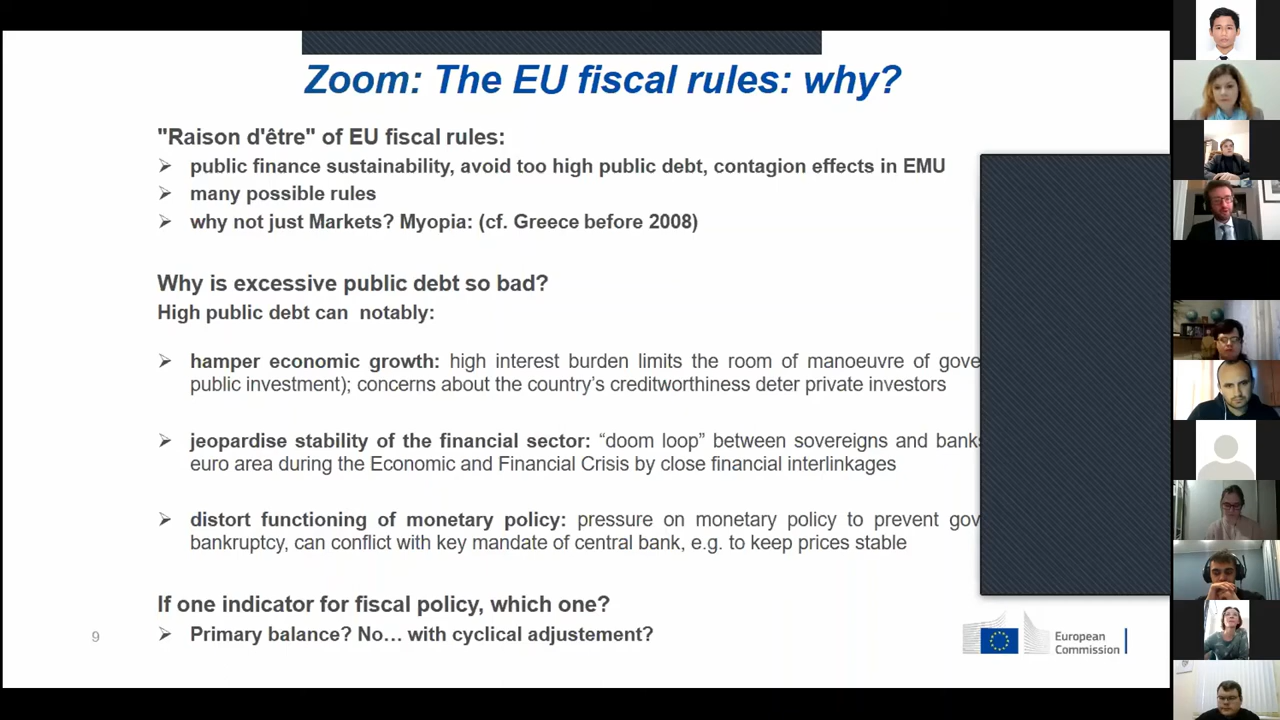 Zoom: The EU fiscal rules: why?
"Raison d'être" of EU fiscal rules:
➢ public finance sustainability, avoid too high public debt, contagion effects in EMU
➢ many possible rules
➢ why not just Markets? Myopia: (cf. Greece before 2008)
Why is excessive public debt so bad?
High public debt can notably:
➢ hamper economic growth: high interest burden limits the room of manoeuvre of gove
public investment); concerns about the country's creditworthiness deter private investors
➢ jeopardise stability of the financial sector: “doom loop” between sovereigns and banks
euro area during the Economic and Financial Crisis by close financial interlinkages
➢ distort functioning of monetary policy: pressure on monetary policy to prevent gov
bankruptcy, can conflict with key mandate of central bank, e.g. to keep prices stable
If one indicator for fiscal policy, which one?
➢ Primary balance? No... with cyclical adjustement?
9
European
Commission